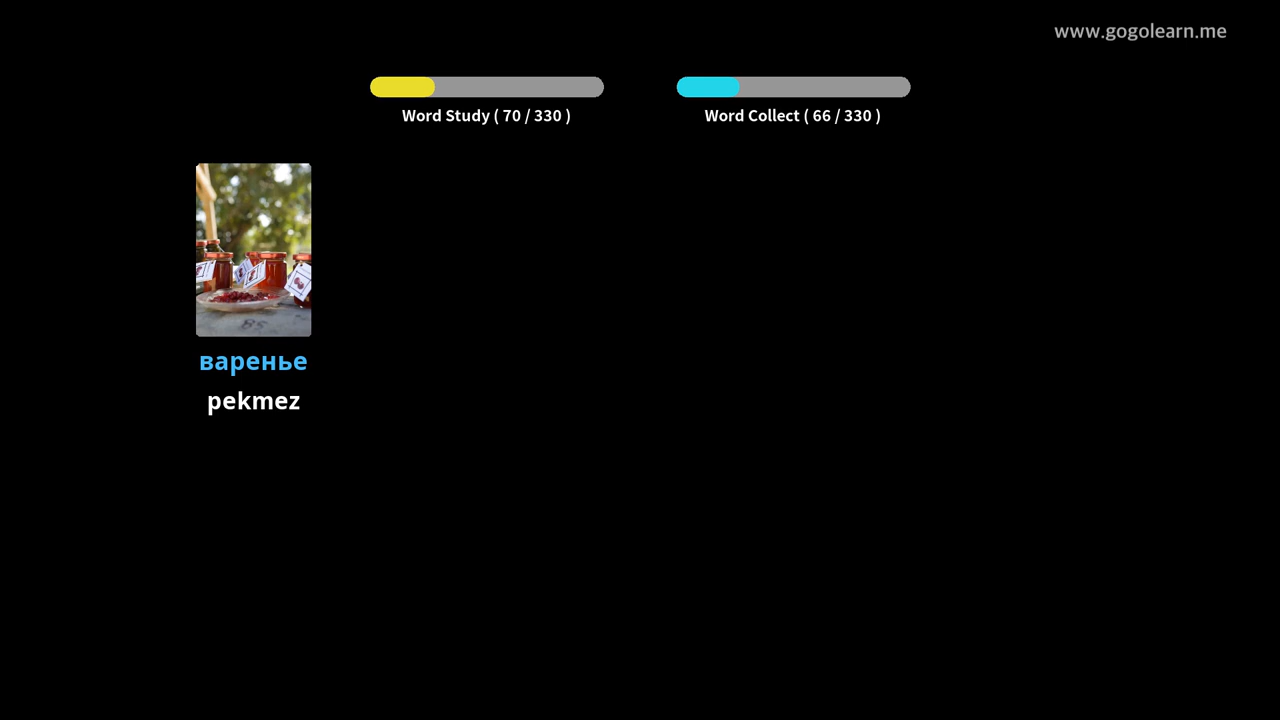 www.gogolearn.me
Word Study ( 70 / 330 )
Word Collect ( 66 / 330 )
варенье
pekmez